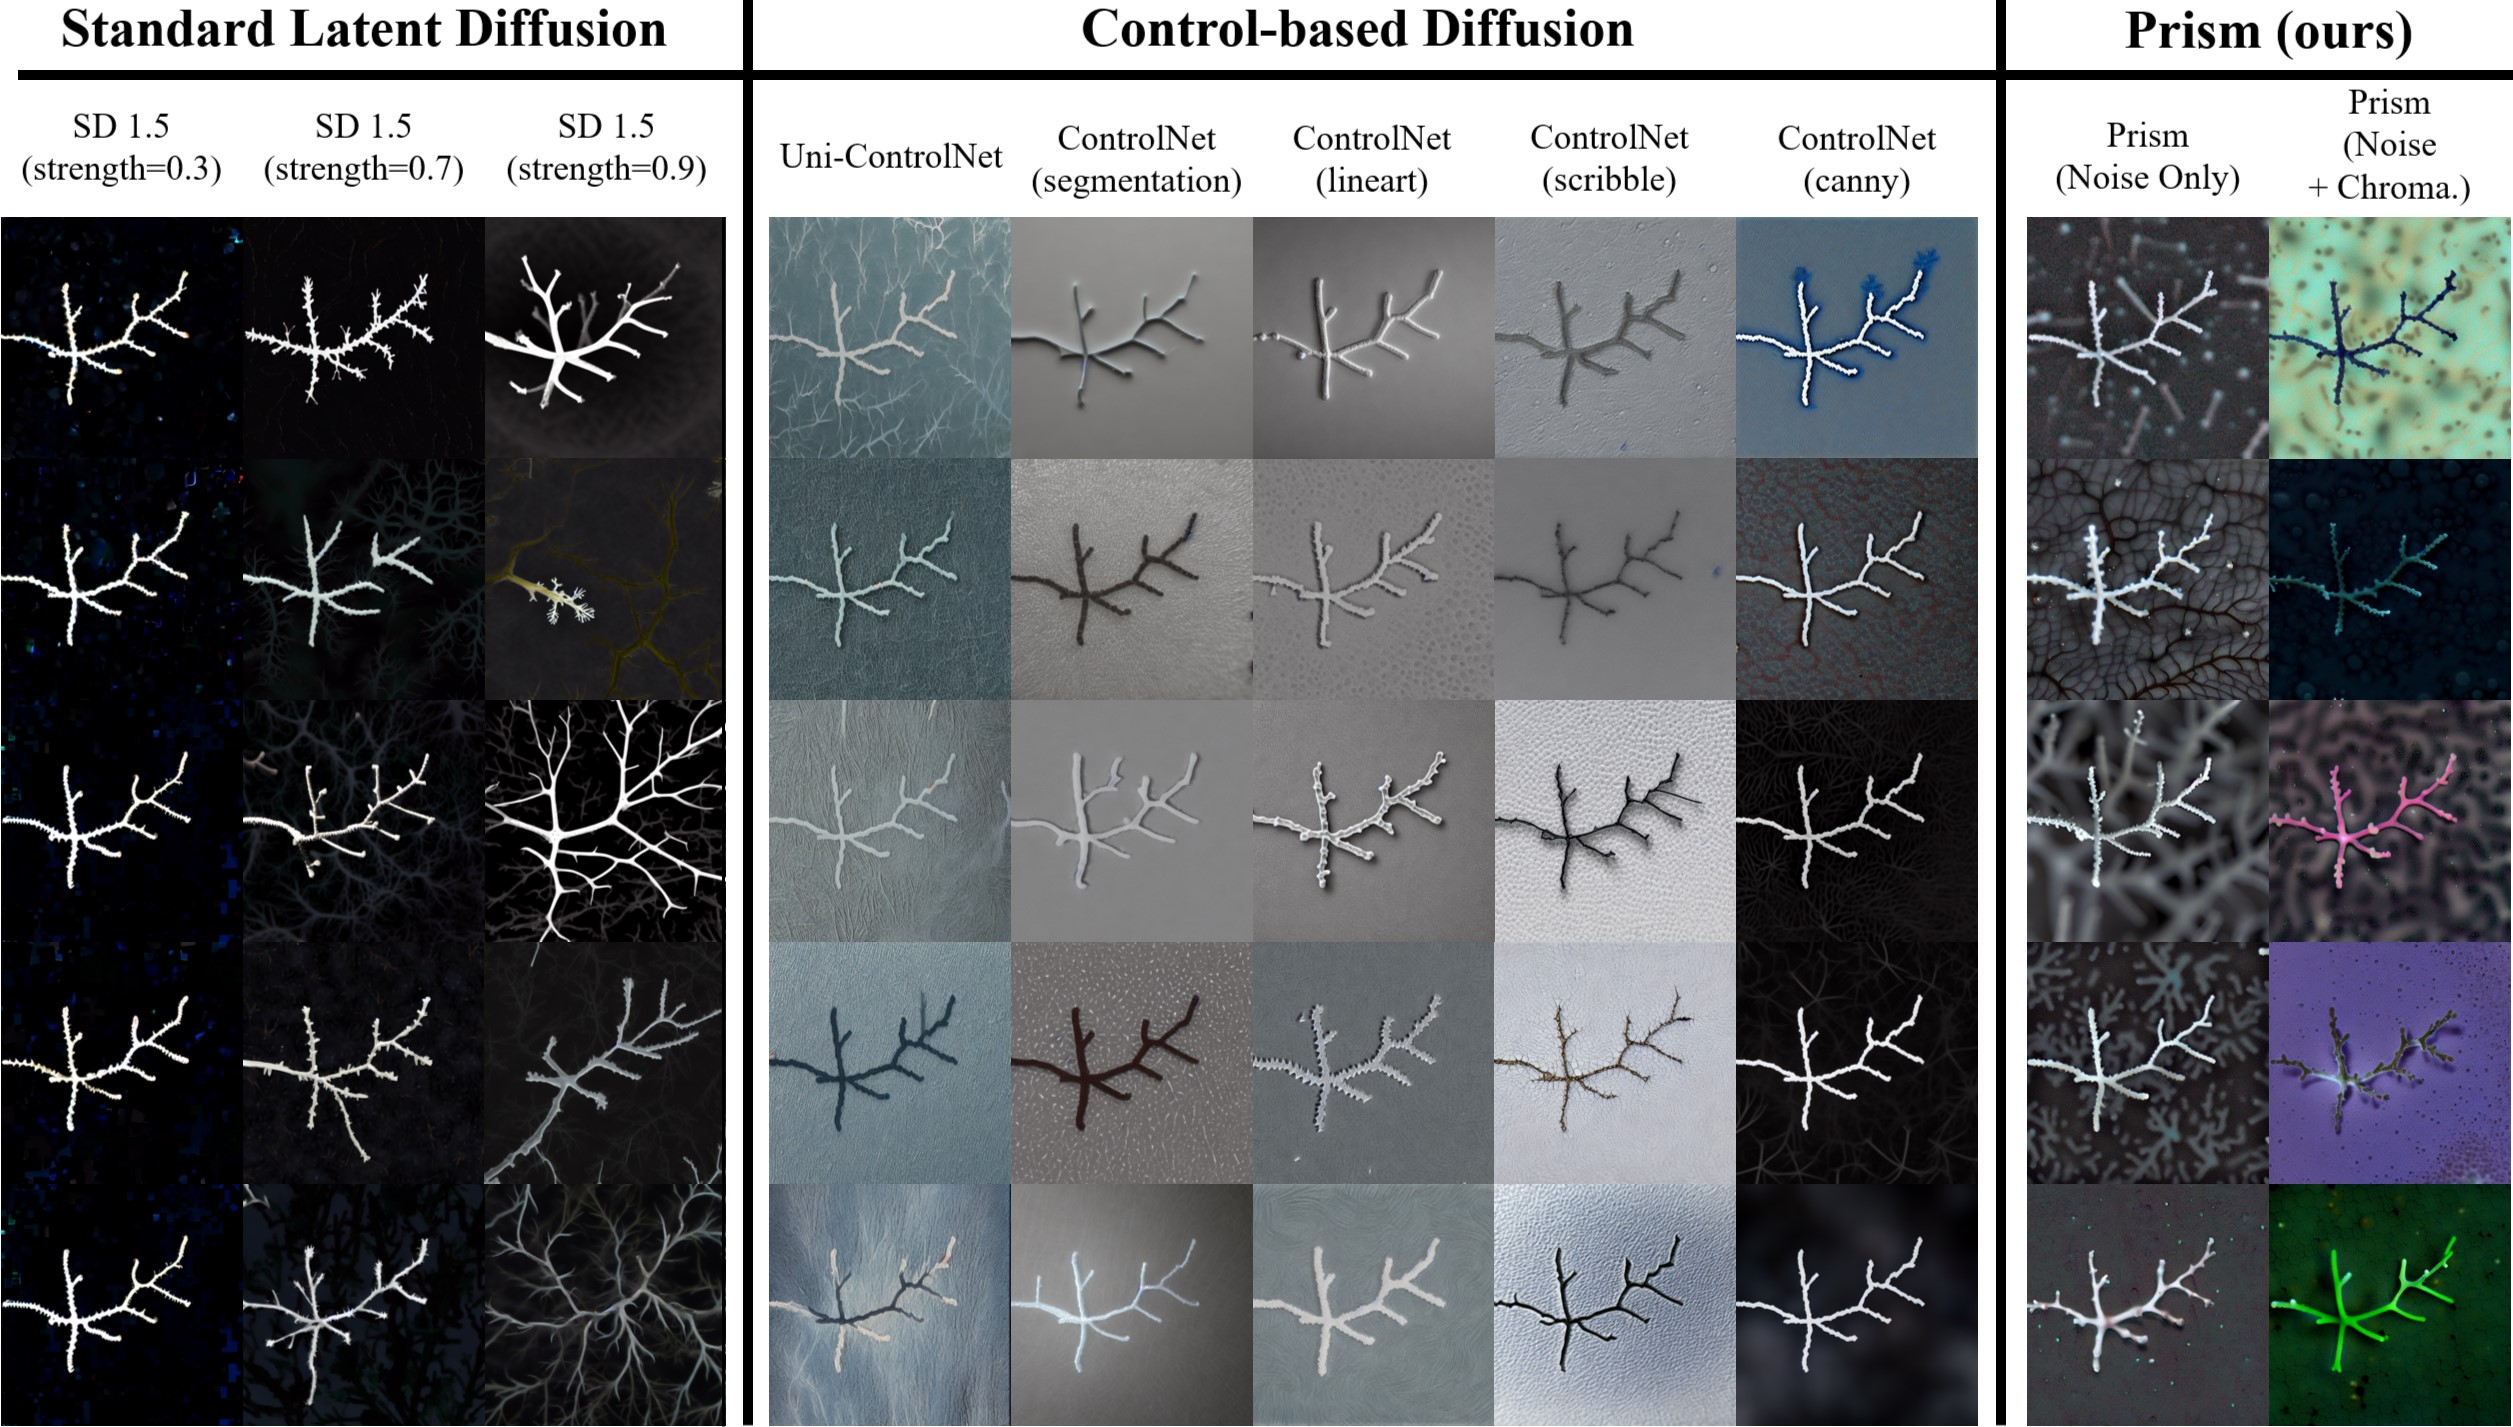 Standard Latent Diffusion
Control-based Diffusion
Prism (ours)
SD 1.5
(strength=0.3)
SD 1.5
(strength=0.7)
SD 1.5
(strength=0.9)
Uni-ControlNet
ControlNet
(segmentation)
ControlNet
(lineart)
ControlNet
(scribble)
ControlNet
(canny)
Prism
(Noise Only)
Prism
(Noise
+ Chroma.)